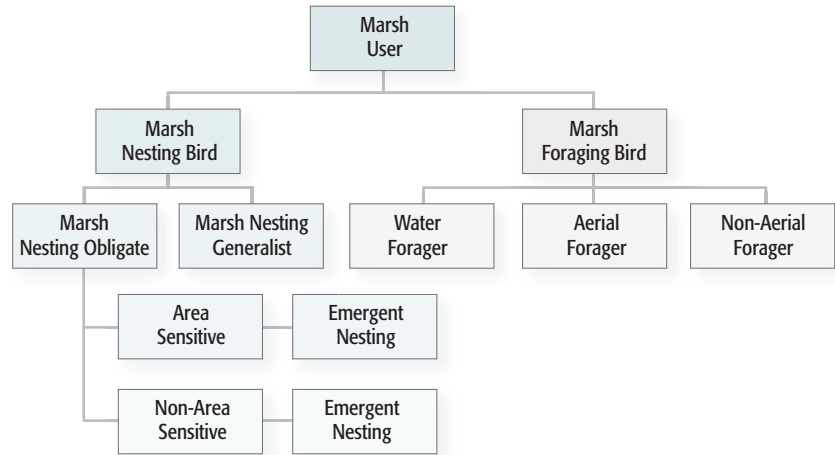 Marsh
User
Marsh
Nesting Bird
Marsh
Foraging Bird
Marsh
Nesting Obligate
Marsh Nesting
Generalist
Water
Forager
Aerial
Forager
Non-Aerial
Forager
Area
Sensitive
Emergent
Nesting
Non-Area
Sensitive
Emergent
Nesting